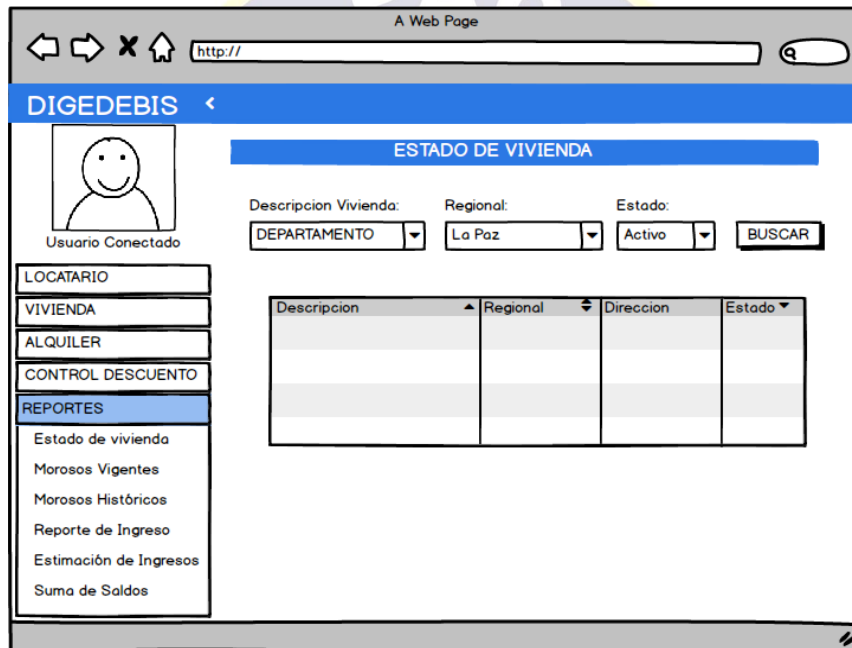 A Web Page
http://
DIGEDEBIS
Usuario Conectado
LOCATARIO
VIVIENDA
ALQUILER
CONTROL DESCUENTO
REPORTES
Estado de vivienda
Morosos Vigentes
Morosos Históricos
Reporte de Ingreso
Estimación de Ingresos
Suma de Saldos
ESTADO DE VIVIENDA
Descripcion Vivienda: Regional: Estado:
DEPARTAMENTO La Paz Activo BUSCAR
Descripcion Regional Direccion Estado